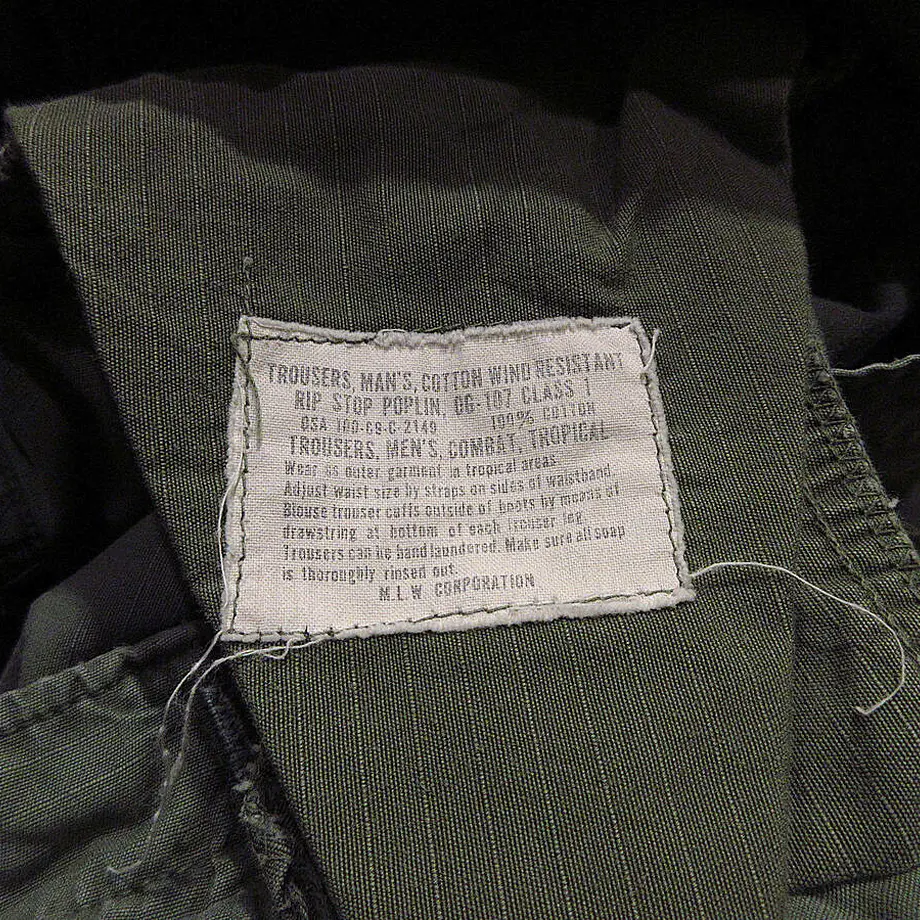 TROUSERS, MAN'S, COTTON WIND RESISTANT
RIP STOP POPLIN, OG-107 CLASS 1
DSA 100-69-C-2149 100% COTTON
TROUSERS, MEN'S, COMBAT, TROPICAL
Wear as outer garment in tropical areas
Adjust waist size by straps on sides of waistband.
Blouse trouser cuffs outside of boots by means of
drawstring at bottom of each trouser leg.
Trousers can be hand laundered. Make sure all soap
is thoroughly rinsed out.
M.L.W. CORPORATION